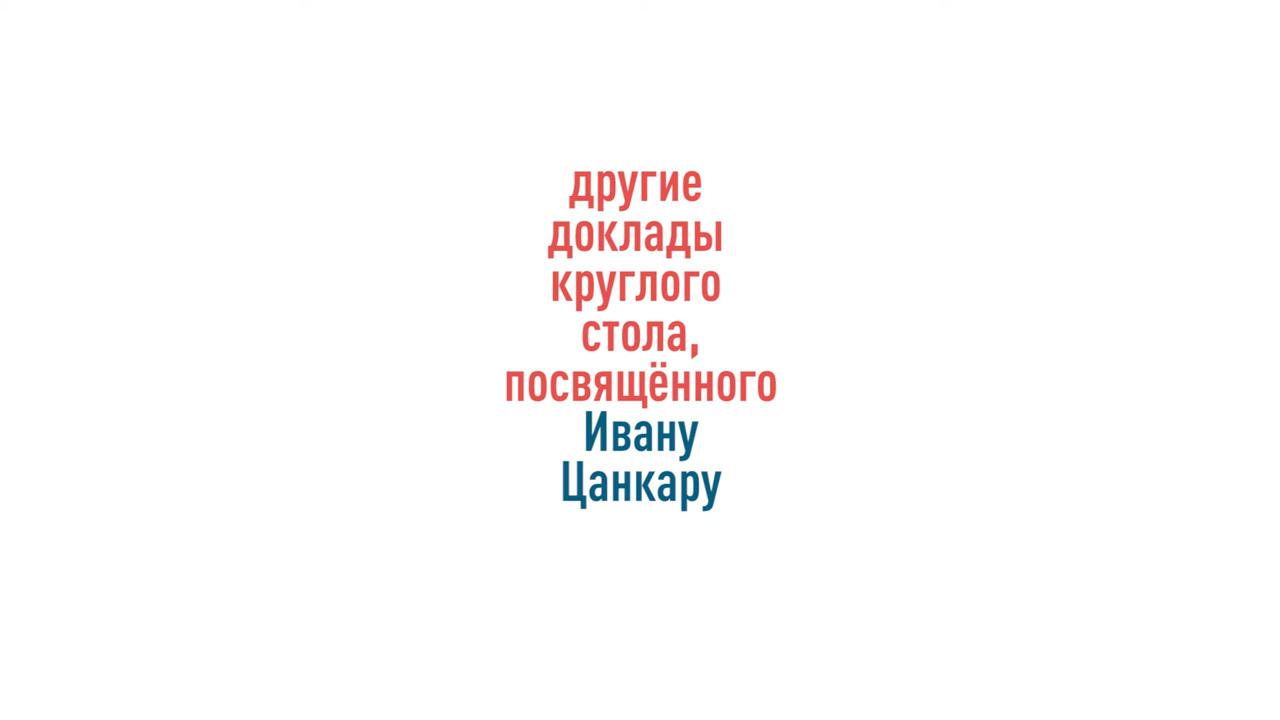 другие
доклады
круглого
стола,
посвящённого
Ивану
Цанкару